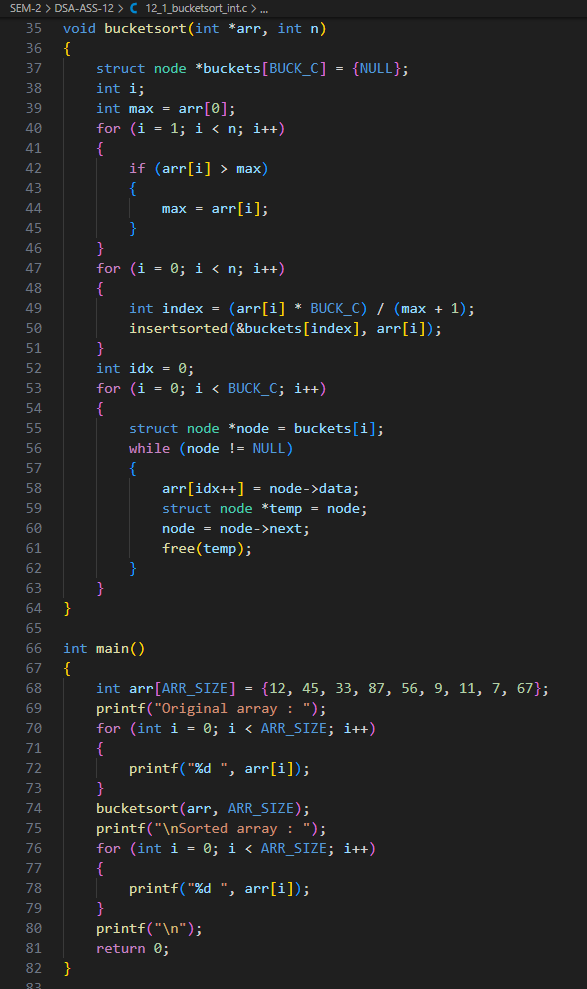 SEM-2 > DSA-ASS-12 > C 12_1_bucketsort_int.c > ...
35 void bucketsort(int *arr, int n)
36 {
37     struct node *buckets[BUCK_C] = {NULL};
38     int i;
39     int max = arr[0];
40     for (i = 1; i < n; i++)
41     {
42         if (arr[i] > max)
43         {
44             max = arr[i];
45         }
46     }
47     for (i = 0; i < n; i++)
48     {
49         int index = (arr[i] * BUCK_C) / (max + 1);
50         insertsorted(&buckets[index], arr[i]);
51     }
52     int idx = 0;
53     for (i = 0; i < BUCK_C; i++)
54     {
55         struct node *node = buckets[i];
56         while (node != NULL)
57         {
58             arr[idx++] = node->data;
59             struct node *temp = node;
60             node = node->next;
61             free(temp);
62         }
63     }
64 }
65
66 int main()
67 {
68     int arr[ARR_SIZE] = {12, 45, 33, 87, 56, 9, 11, 7, 67};
69     printf("Original array : ");
70     for (int i = 0; i < ARR_SIZE; i++)
71     {
72         printf("%d ", arr[i]);
73     }
74     bucketsort(arr, ARR_SIZE);
75     printf("\nSorted array : ");
76     for (int i = 0; i < ARR_SIZE; i++)
77     {
78         printf("%d ", arr[i]);
79     }
80     printf("\n");
81     return 0;
82 }
83